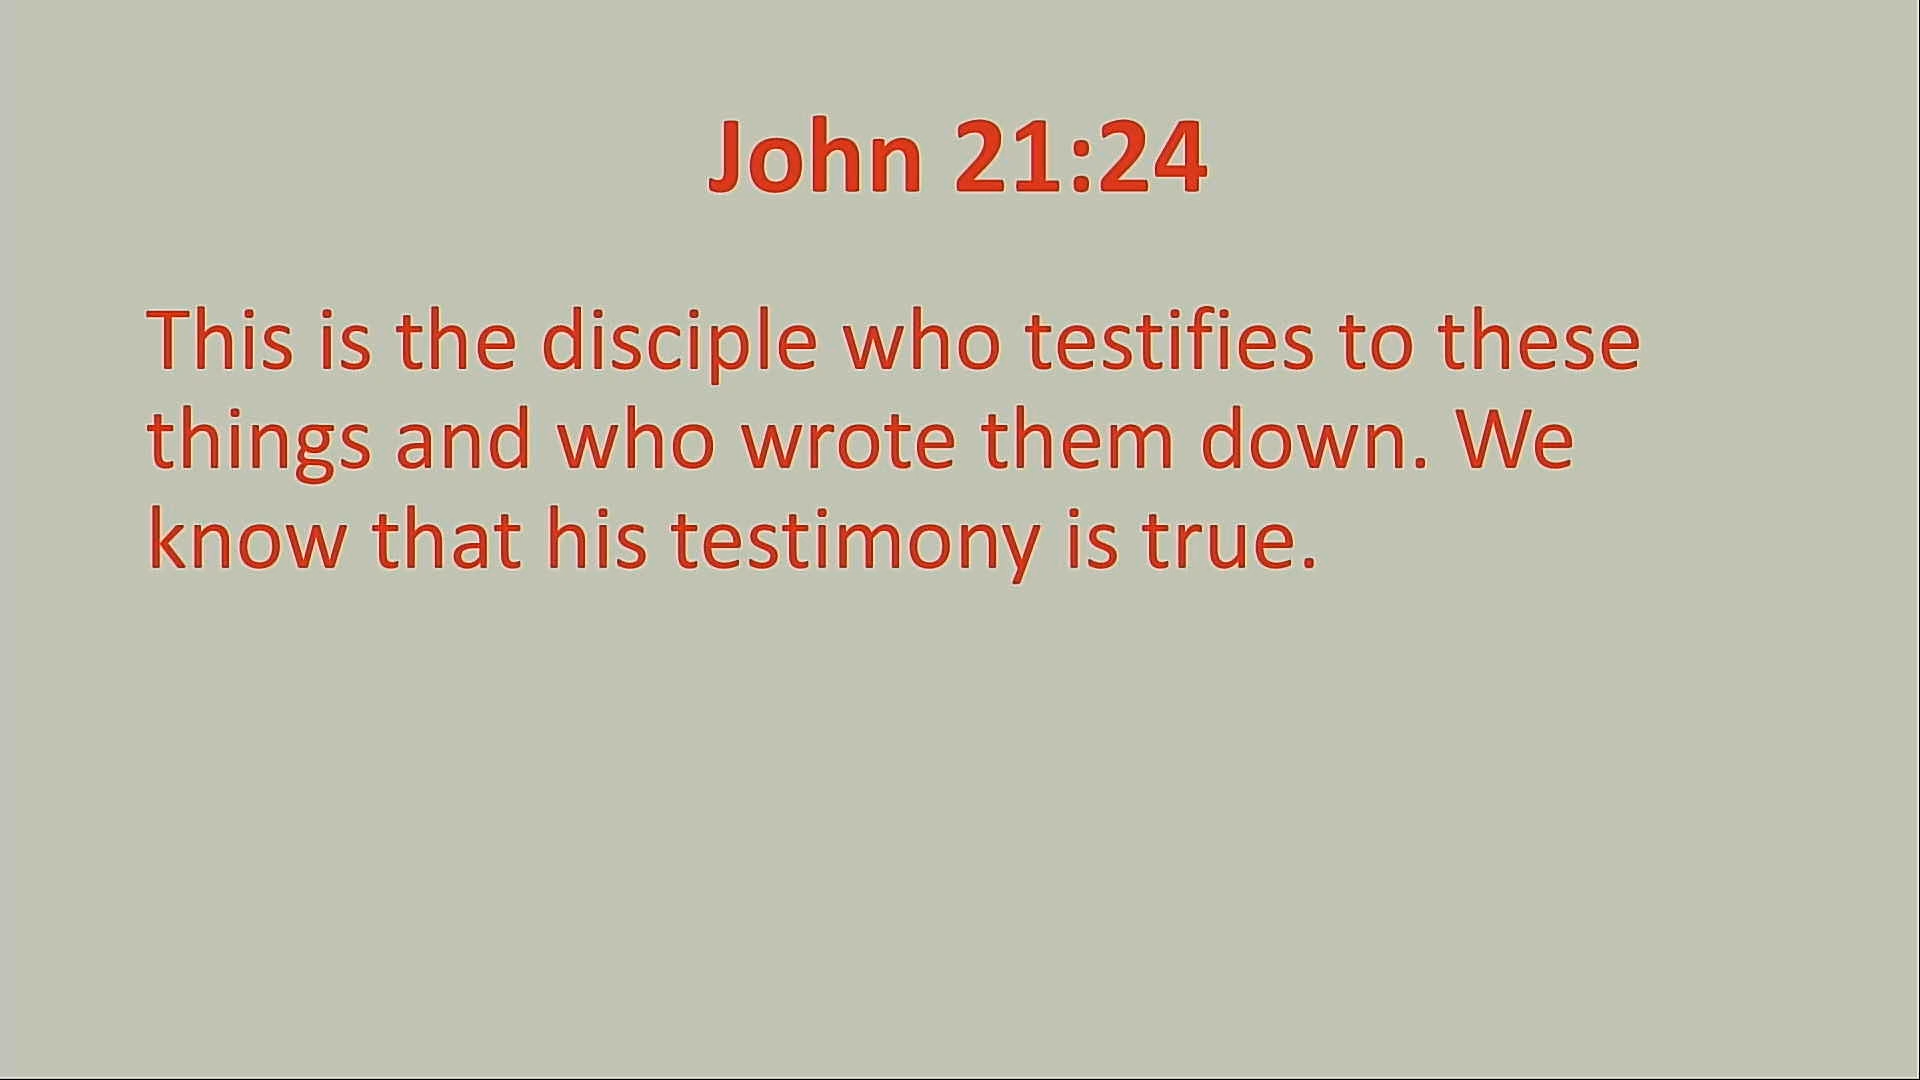 John 21:24
This is the disciple who testifies to these
things and who wrote them down. We
know that his testimony is true.